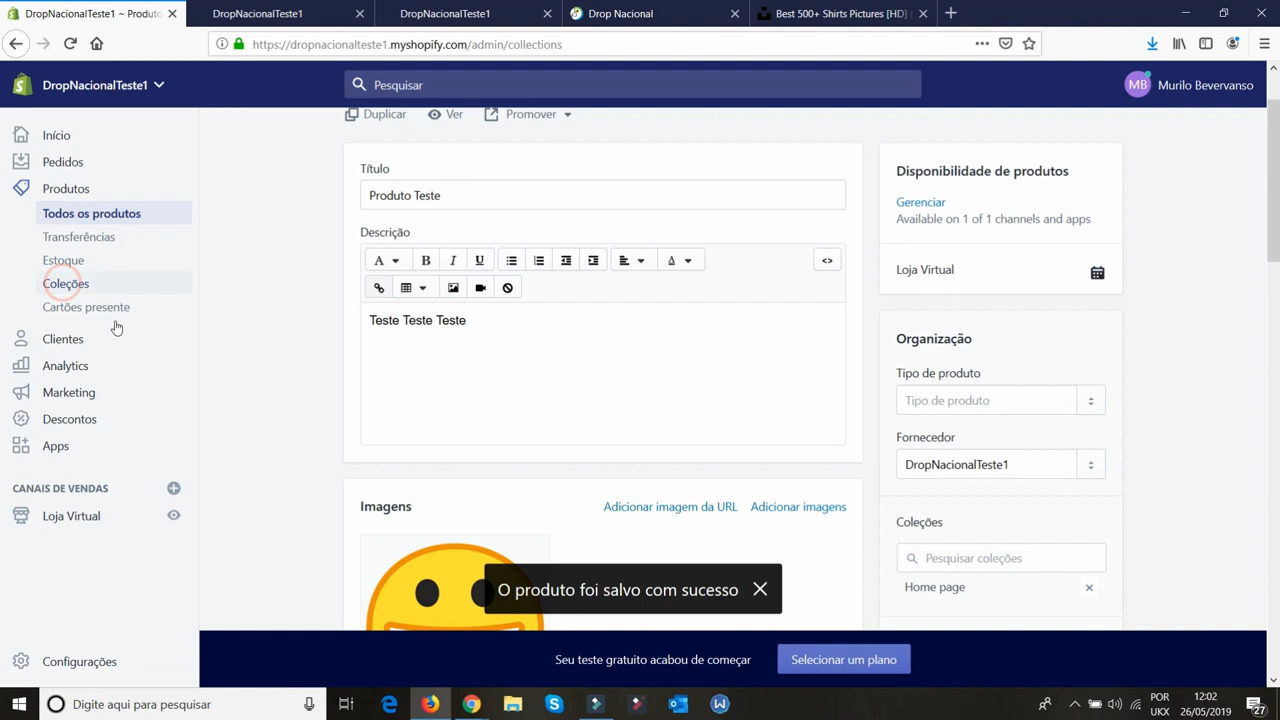 DropNacionalTeste1 ~ Produto
DropNacionalTeste1
DropNacionalTeste1
Drop Nacional
Best 500+ Shirts Pictures [HD] |
https://dropnacionalteste1.myshopify.com/admin/collections
DropNacionalTeste1
Pesquisar
MB
Murilo Bevervanso
Início
Pedidos
Produtos
Todos os produtos
Transferências
Estoque
Coleções
Cartões presente
Clientes
Analytics
Marketing
Descontos
Apps
CANAIS DE VENDAS
Loja Virtual
Configurações
Duplicar
Ver
Promover
Título
Produto Teste
Descrição
A
B
I
U
A
<>
Teste Teste Teste
Imagens
Adicionar imagem da URL
Adicionar imagens
Disponibilidade de produtos
Gerenciar
Available on 1 of 1 channels and apps
Loja Virtual
Organização
Tipo de produto
Tipo de produto
Fornecedor
DropNacionalTeste1
Coleções
Pesquisar coleções
Home page
O produto foi salvo com sucesso
Seu teste gratuito acabou de começar
Selecionar um plano
Digite aqui para pesquisar
POR
UKX
12:02
26/05/2019
27